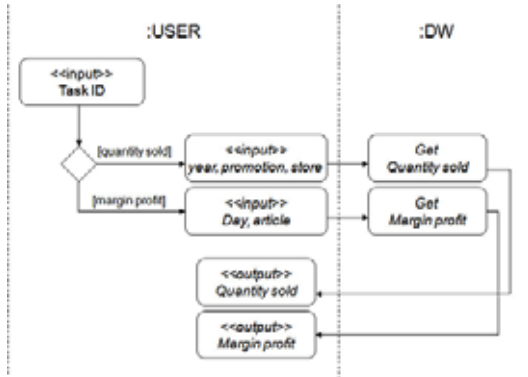 :USER
:DW
<<input>>
Task ID
[quantity sold]
<<input>>
year, promotion, store
Get
Quantity sold
[margin profit]
<<input>>
Day, article
Get
Margin profit
<<output>>
Quantity sold
<<output>>
Margin profit